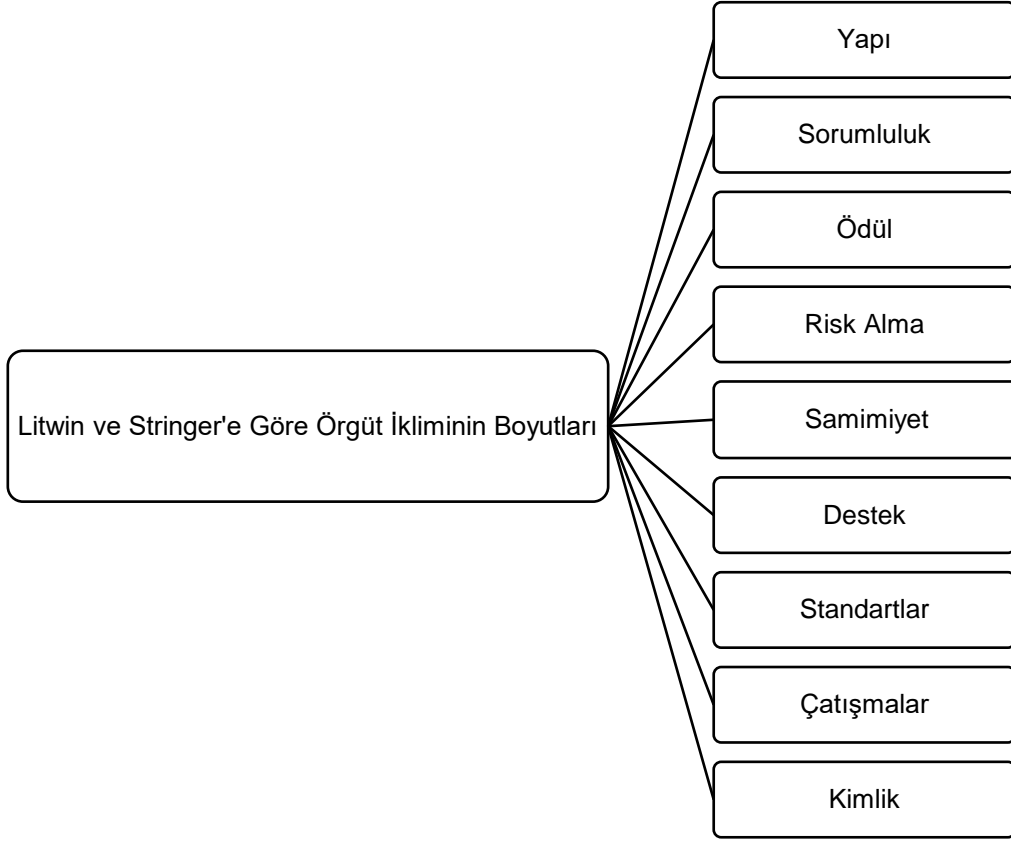 Yapı
Sorumluluk
Ödül
Risk Alma
Litwin ve Stringer'e Göre Örgüt İkliminin Boyutları
Samimiyet
Destek
Standartlar
Çatışmalar
Kimlik